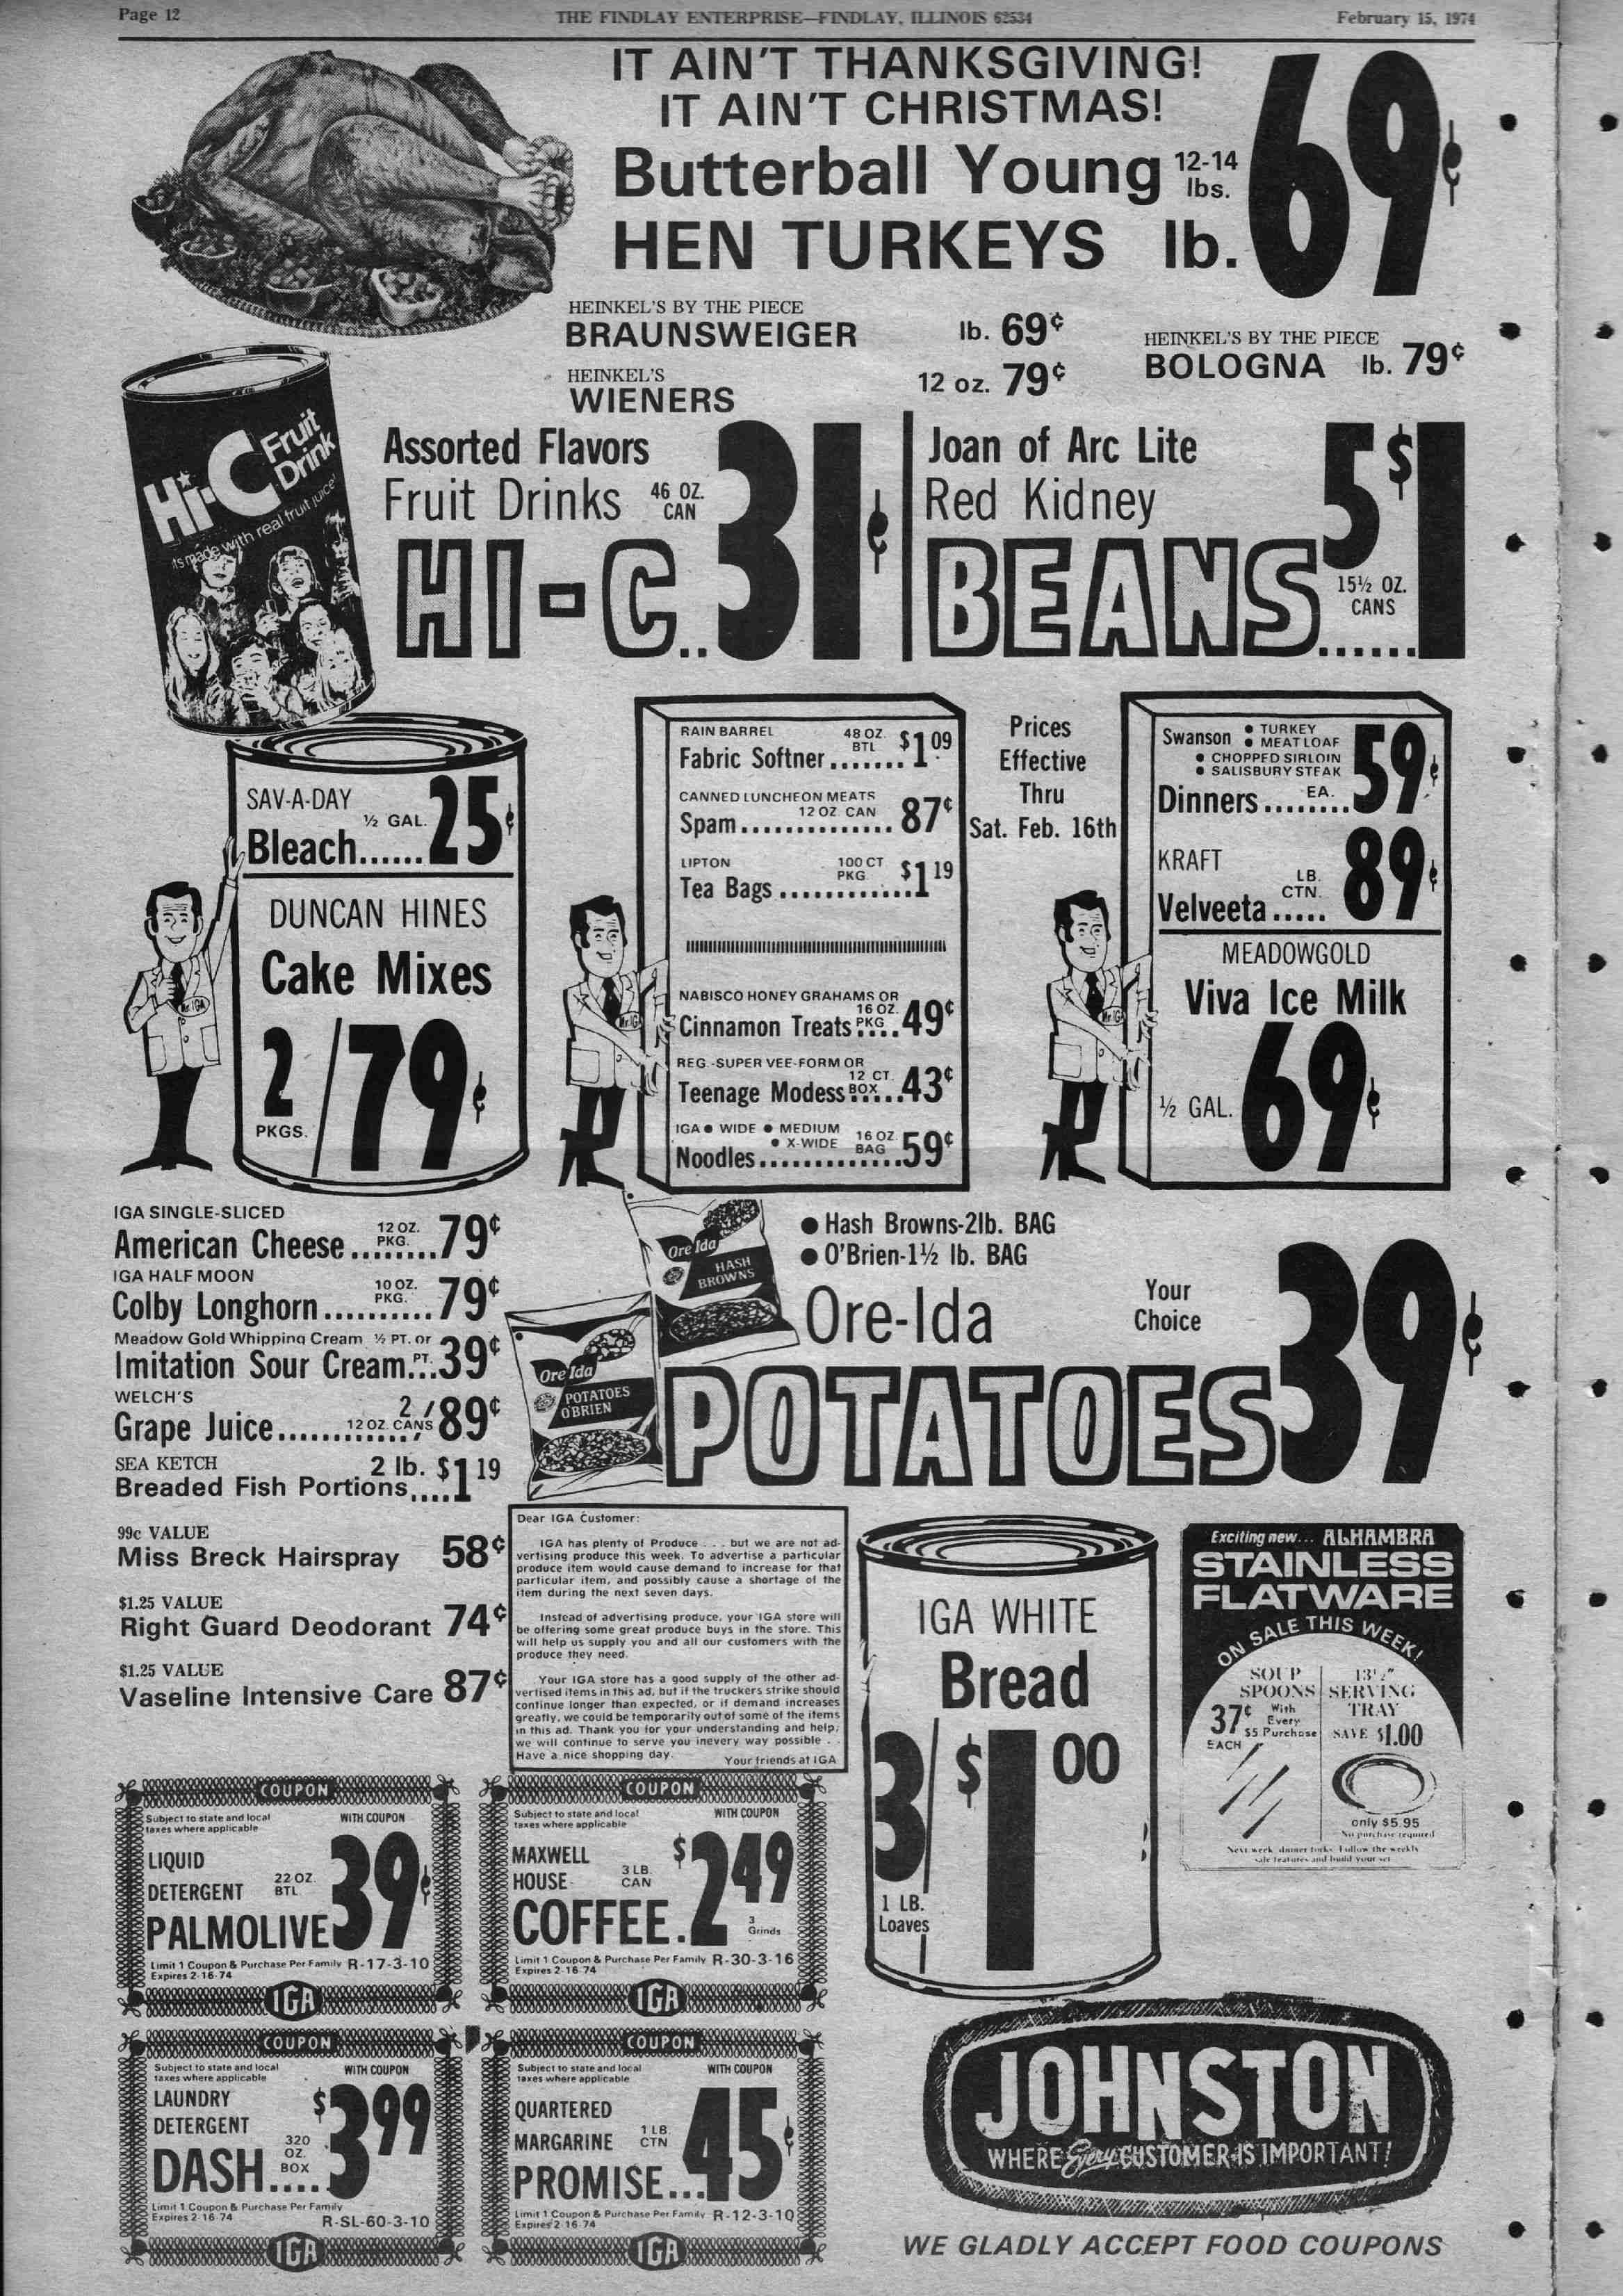 Page 12
THE FINDLAY ENTERPRISE—FINDLAY, ILLINOIS 62534
February 15, 1974
IT AIN'T THANKSGIVING!
IT AIN'T CHRISTMAS!
Butterball Young 12-14 lbs.
HEN TURKEYS lb. 69¢
HEINKEL'S BY THE PIECE
BRAUNSWEIGER lb. 69¢
HEINKEL'S
WIENERS 12 oz. 79¢
HEINKEL'S BY THE PIECE
BOLOGNA lb. 79¢
Hi-C Fruit Drink
is made with real fruit juice
Assorted Flavors
Fruit Drinks 46 OZ. CAN
HI-C.. 31¢
Joan of Arc Lite
Red Kidney
BEANS...... 5 $1
15½ OZ. CANS
SAV-A-DAY
Bleach...... ½ GAL. 25¢
DUNCAN HINES
Cake Mixes
2 PKGS. / 79¢
Mr. IGA
RAIN BARREL
Fabric Softner....... 48 OZ. BTL $1.09
CANNED LUNCHEON MEATS
Spam.............. 12 OZ. CAN 87¢
LIPTON
Tea Bags............ 100 CT PKG. $1 19
NABISCO HONEY GRAHAMS OR
Cinnamon Treats.... 16 OZ. PKG. 49¢
REG.-SUPER VEE-FORM OR
Teenage Modess..... 12 CT. BOX 43¢
IGA • WIDE • MEDIUM
• X-WIDE
Noodles.............. 16 OZ. BAG 59¢
Mr. IGA
Prices
Effective
Thru
Sat. Feb. 16th
Swanson • TURKEY
• MEAT LOAF
• CHOPPED SIRLOIN
• SALISBURY STEAK
Dinners........ EA. 59¢
KRAFT
Velveeta..... LB. CTN. 89¢
MEADOWGOLD
Viva Ice Milk
½ GAL. 69¢
Mr. IGA
IGA SINGLE-SLICED
American Cheese........ 12 OZ. PKG. 79¢
IGA HALF MOON
Colby Longhorn.......... 10 OZ. PKG. 79¢
Meadow Gold Whipping Cream ½ PT. or
Imitation Sour Cream... PT. 39¢
WELCH'S
Grape Juice............. 12 OZ. CANS 2/89¢
SEA KETCH
Breaded Fish Portions.... 2 lb. $1 19
Ore Ida
HASH
BROWNS
Ore Ida
POTATOES
O'BRIEN
• Hash Browns-2lb. BAG
• O'Brien-1½ lb. BAG
Ore-Ida
Your
Choice
POTATOES 39¢
99c VALUE
Miss Breck Hairspray 58¢
$1.25 VALUE
Right Guard Deodorant 74¢
$1.25 VALUE
Vaseline Intensive Care 87¢
Dear IGA Customer:
IGA has plenty of Produce . . . but we are not ad-
vertising produce this week. To advertise a particular
produce item would cause demand to increase for that
particular item, and possibly cause a shortage of the
item during the next seven days.
Instead of advertising produce, your IGA store will
be offering some great produce buys in the store. This
will help us supply you and all our customers with the
produce they need.
Your IGA store has a good supply of the other ad-
vertised items in this ad, but if the truckers strike should
continue longer than expected, or if demand increases
greatly, we could be temporarily out of some of the items
in this ad. Thank you for your understanding and help;
we will continue to serve you inevery way possible . .
Have a nice shopping day.
Your friends at IGA
IGA WHITE
Bread
3/$1 00
1 LB.
Loaves
Exciting new... ALHAMBRA
STAINLESS
FLATWARE
ON SALE THIS WEEK!
SOUP
SPOONS
37¢ EACH
With
Every
$5 Purchase
13½"
SERVING
TRAY
SAVE $1.00
only $5.95
No purchase required
Next week dinner forks. Follow the weekly
sale features and build your set
COUPON
Subject to state and local
taxes where applicable
WITH COUPON
LIQUID
DETERGENT 22 OZ. BTL
PALMOLIVE 39¢
Limit 1 Coupon & Purchase Per Family R-17-3-10
Expires 2-16-74
IGA
COUPON
Subject to state and local
taxes where applicable
WITH COUPON
MAXWELL
HOUSE 3 LB. CAN
COFFEE. $2 49
3 Grinds
Limit 1 Coupon & Purchase Per Family R-30-3-16
Expires 2-16-74
IGA
COUPON
Subject to state and local
taxes where applicable
WITH COUPON
LAUNDRY
DETERGENT
DASH.... 320 OZ. BOX $3 99
Limit 1 Coupon & Purchase Per Family
Expires 2-16-74
R-SL-60-3-10
IGA
COUPON
Subject to state and local
taxes where applicable
WITH COUPON
QUARTERED
MARGARINE 1 LB. CTN
PROMISE... 45¢
Limit 1 Coupon & Purchase Per Family R-12-3-10
Expires 2-16-74
IGA
JOHNSTON
WHERE Every CUSTOMER IS IMPORTANT!
WE GLADLY ACCEPT FOOD COUPONS